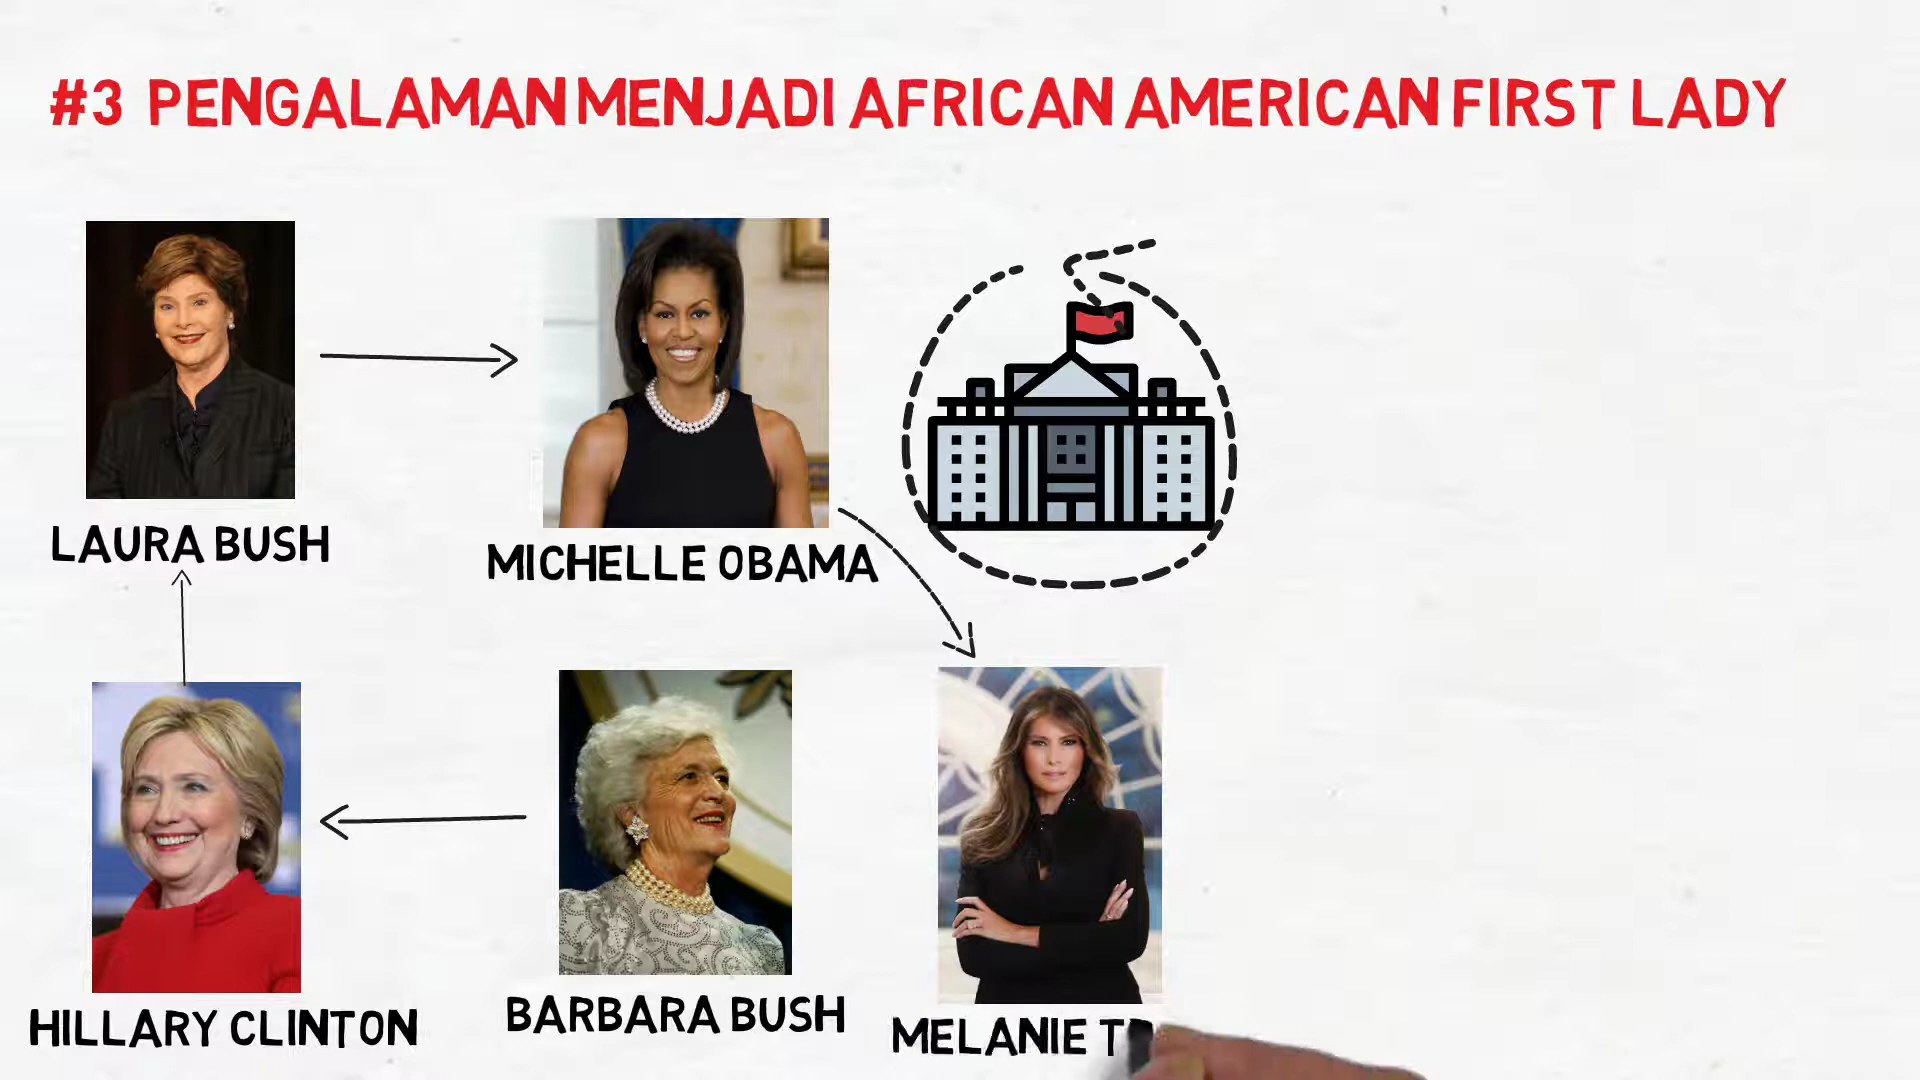 #3 PENGALAMAN MENJADI AFRICAN AMERICAN FIRST LADY
LAURA BUSH
MICHELLE OBAMA
HILLARY CLINTON
BARBARA BUSH
MELANIE